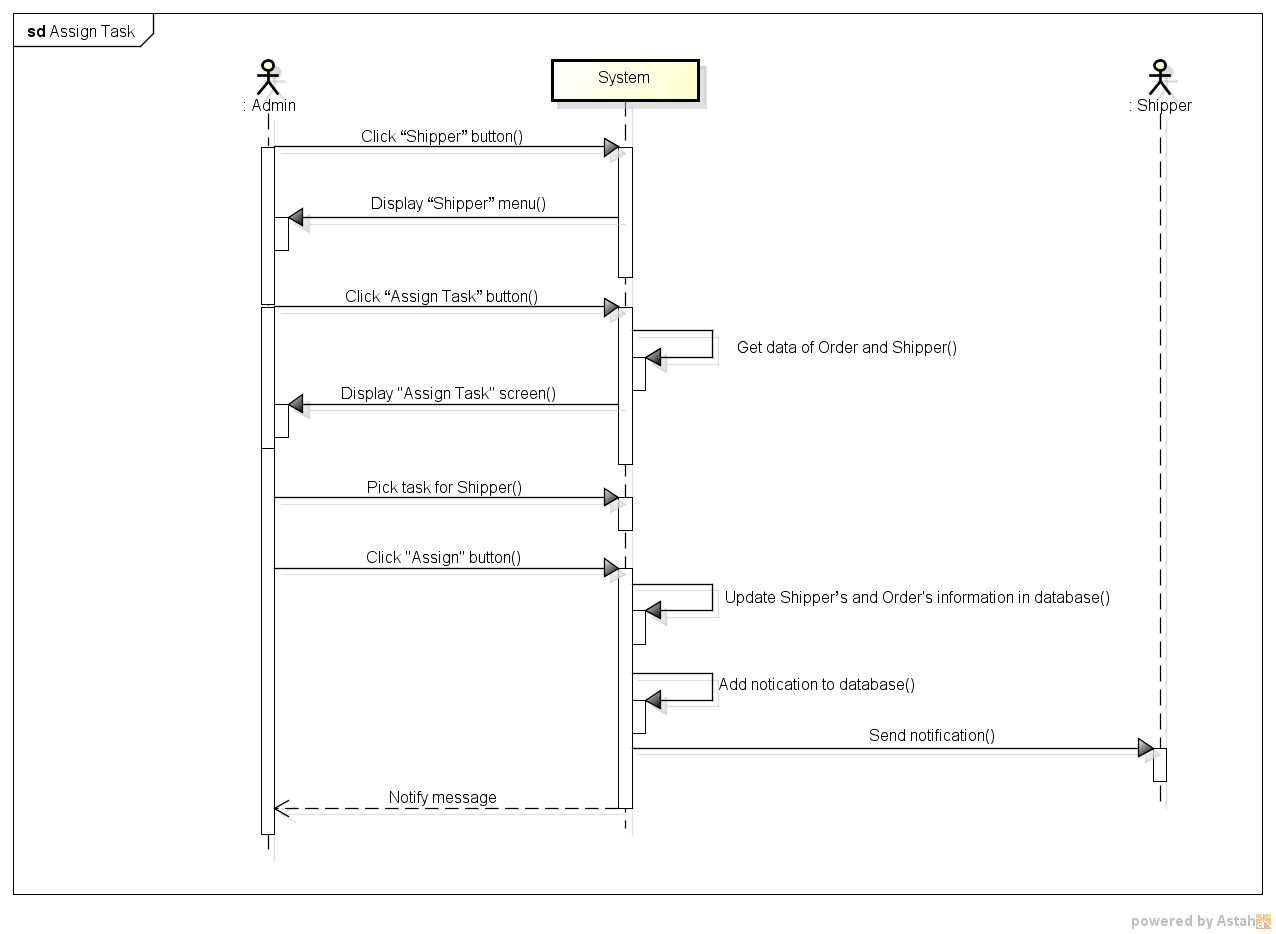 sd Assign Task
System
: Admin
: Shipper
Click “Shipper” button()
Display “Shipper” menu()
Click “Assign Task” button()
Get data of Order and Shipper()
Display "Assign Task" screen()
Pick task for Shipper()
Click "Assign" button()
Update Shipper’s and Order's information in database()
Add notication to database()
Send notification()
Notify message
powered by Astah